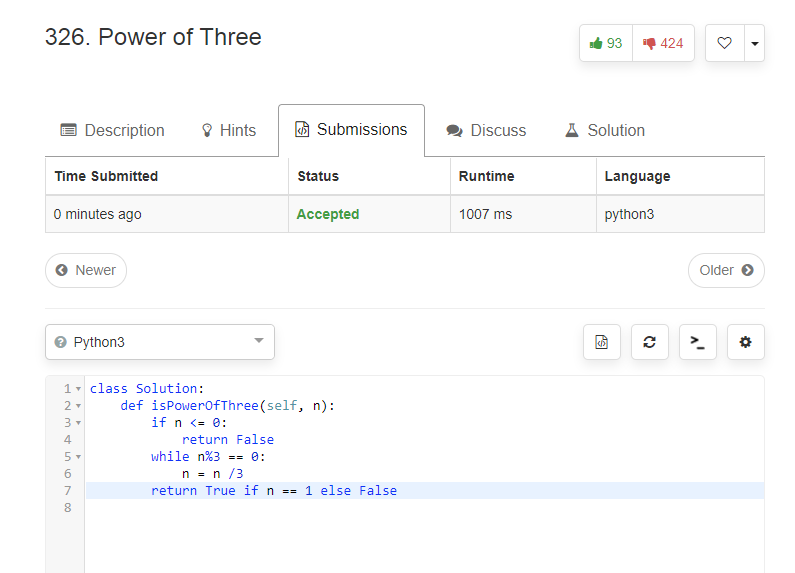 326. Power of Three
93 424
Description Hints Submissions Discuss Solution
Time Submitted Status Runtime Language
0 minutes ago Accepted 1007 ms python3
Newer Older
Python3
1 class Solution:
2 def isPowerOfThree(self, n):
3 if n <= 0:
4 return False
5 while n%3 == 0:
6 n = n /3
7 return True if n == 1 else False
8